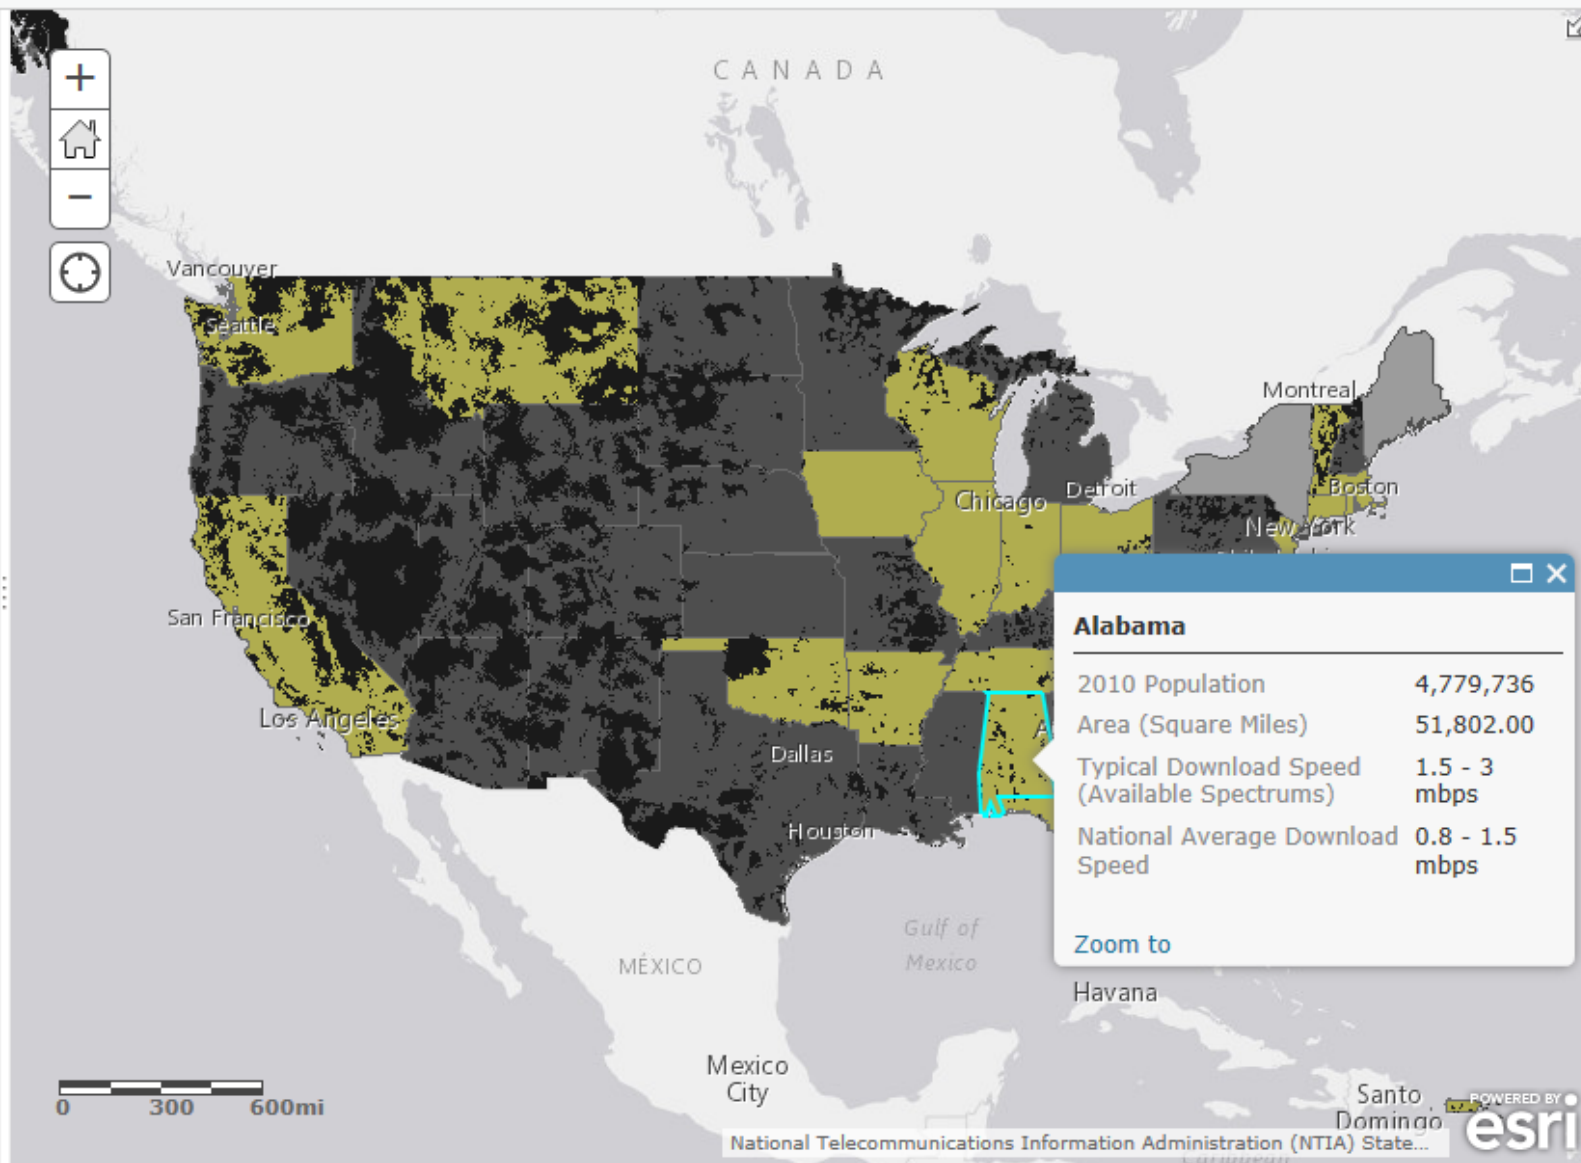 CANADA
Vancouver
Seattle
Montreal
Boston
Chicago
Detroit
New York
San Francisco
Los Angeles
Dallas
Houston
Alabama
2010 Population 4,779,736
Area (Square Miles) 51,802.00
Typical Download Speed 1.5 - 3
(Available Spectrums) mbps
National Average Download 0.8 - 1.5
Speed mbps
Zoom to
Gulf of
Mexico
MÉXICO
Havana
Mexico
City
Santo
Domingo
0 300 600mi
POWERED BY
esri
National Telecommunications Information Administration (NTIA) State...